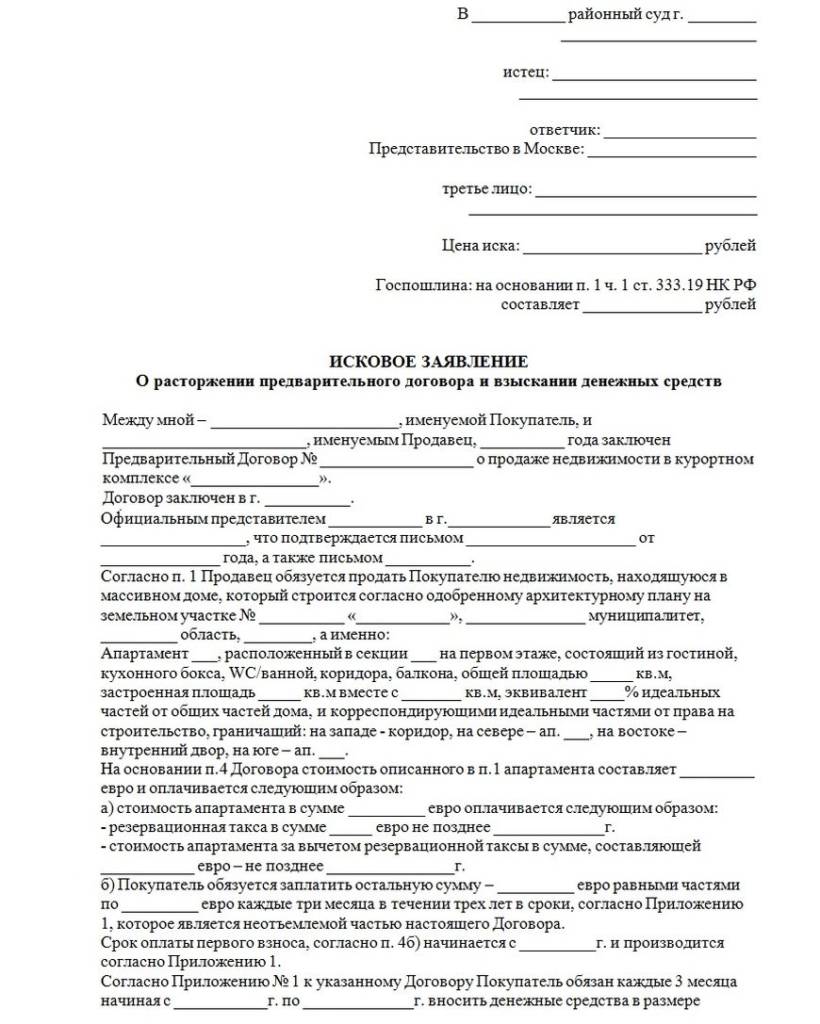 В ___________ районный суд г. ________
_______________________
истец: ________________________
____________________________
ответчик: __________________
Представительство в Москве: ____________________
третье лицо: __________________________
__________________________________
Цена иска: _____________________ рублей
Госпошлина: на основании п. 1 ч. 1 ст. 333.19 НК РФ
составляет ______________ рублей
ИСКОВОЕ ЗАЯВЛЕНИЕ
О расторжении предварительного договора и взыскании денежных средств
Между мной – ______________________, именуемой Покупатель, и
________________________, именуемым Продавец, __________ года заключен
Предварительный Договор № __________________ о продаже недвижимости в курортном
комплексе «_______________».
Договор заключен в г. __________.
Официальным представителем ___________ в г. ____________ является
_________________, что подтверждается письмом ____________________ от
______________ года, а также письмом __________.
Согласно п. 1 Продавец обязуется продать Покупателю недвижимость, находящуюся в
массивном доме, который строится согласно одобренному архитектурному плану на
земельном участке № __________ «___________», ______________ муниципалитет,
_________ область, ________, а именно:
Апартамент ___, расположенный в секции ___ на первом этаже, состоящий из гостиной,
кухонного бокса, WC/ванной, коридора, балкона, общей площадью _____ кв.м,
застроенная площадь _____ кв.м вместе с _______ кв.м, эквивалент ____% идеальных
частей от общих частей дома, и корреспондирующими идеальными частями от права на
строительство, граничащий: на западе - коридор, на севере – ап. ___, на востоке –
внутренний двор, на юге – ап. ___.
На основании п.4 Договора стоимость описанного в п.1 апартамента составляет _________
евро и оплачивается следующим образом:
а) стоимость апартамента в сумме _________ евро оплачивается следующим образом:
- резервационная такса в сумме _____ евро не позднее _____________г.
- стоимость апартамента за вычетом резервационной таксы в сумме, составляющей
___________ евро – не позднее _______________г.
б) Покупатель обязуется заплатить остальную сумму – _________ евро равными частями
по _________ евро каждые три месяца в течении трех лет в сроки, согласно Приложению
1, которое является неотъемлемой частью настоящего Договора.
Срок оплаты первого взноса, согласно п. 4б) начинается с _________г. и производится
согласно Приложению 1.
Согласно Приложению № 1 к указанному Договору Покупатель обязан каждые 3 месяца
начиная с ___________г. по _____________г. вносить денежные средства в размере